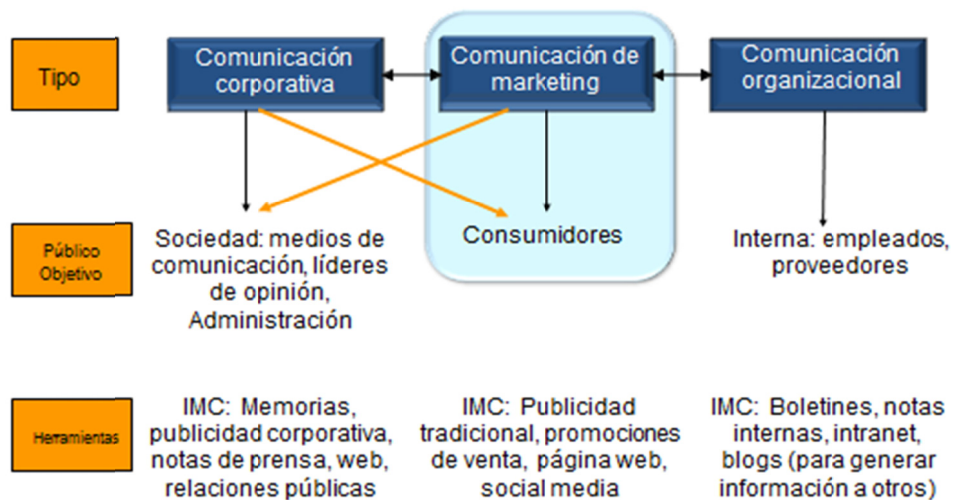 Tipo
Comunicación
corporativa
Comunicación de
marketing
Comunicación
organizacional
Público
Objetivo
Sociedad: medios de
comunicación, líderes
de opinión,
Administración
Consumidores
Interna: empleados,
proveedores
Herramientas
IMC: Memorias,
publicidad corporativa,
notas de prensa, web,
relaciones públicas
IMC: Publicidad
tradicional, promociones
de venta, página web,
social media
IMC: Boletines, notas
internas, intranet,
blogs (para generar
información a otros)